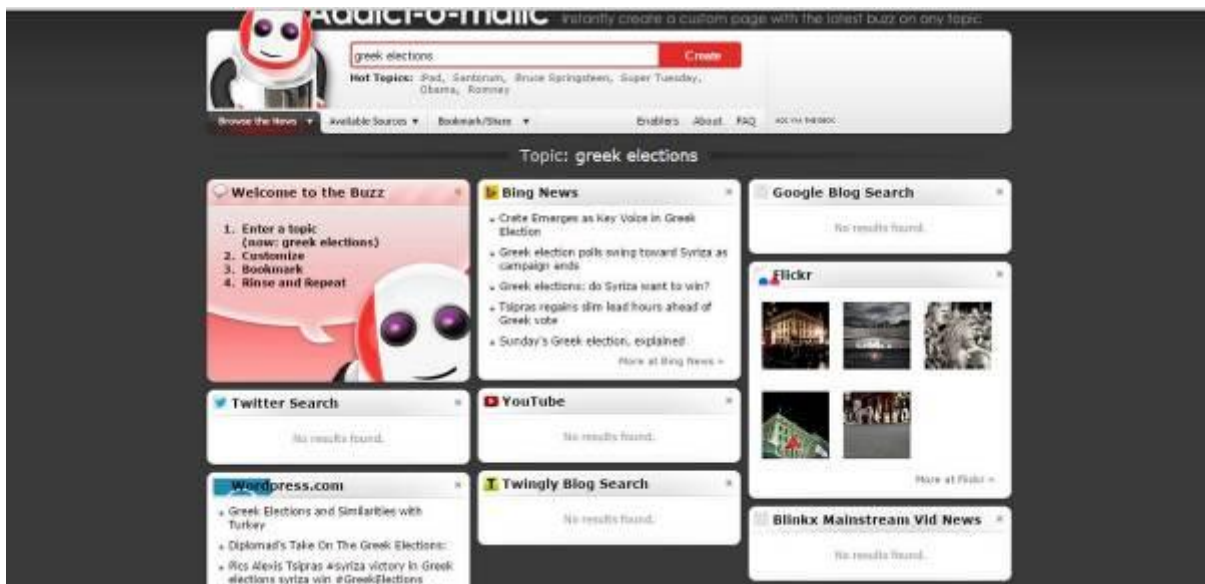 Addict-o-matic instantly create a custom page with the latest buzz on any topic
greek elections
Create
Hot Topics: iPad, Santorum, Bruce Springsteen, Super Tuesday,
Obama, Romney
Browse the News
Available Sources
Bookmark/Share
Enablers
About
FAQ
Topic: greek elections
Welcome to the Buzz
1. Enter a topic
(now: greek elections)
2. Customize
3. Bookmark
4. Rinse and Repeat
Twitter Search
No results found.
Wordpress.com
Greek Elections and Similarities with
Turkey
Diplomad's Take On The Greek Elections:
Pics Alexis Tsipras #syriza victory in Greek
elections syriza win #GreekElections
Bing News
Crete Emerges as Key Voice in Greek
Election
Greek election polls swing toward Syriza as
campaign ends
Greek elections: do Syriza want to win?
Tsipras regains slim lead hours ahead of
Greek vote
Sunday's Greek election, explained
More at Bing News »
YouTube
No results found.
Twingly Blog Search
No results found.
Google Blog Search
No results found.
Flickr
More at Flickr »
Blinkx Mainstream Vid News
No results found.